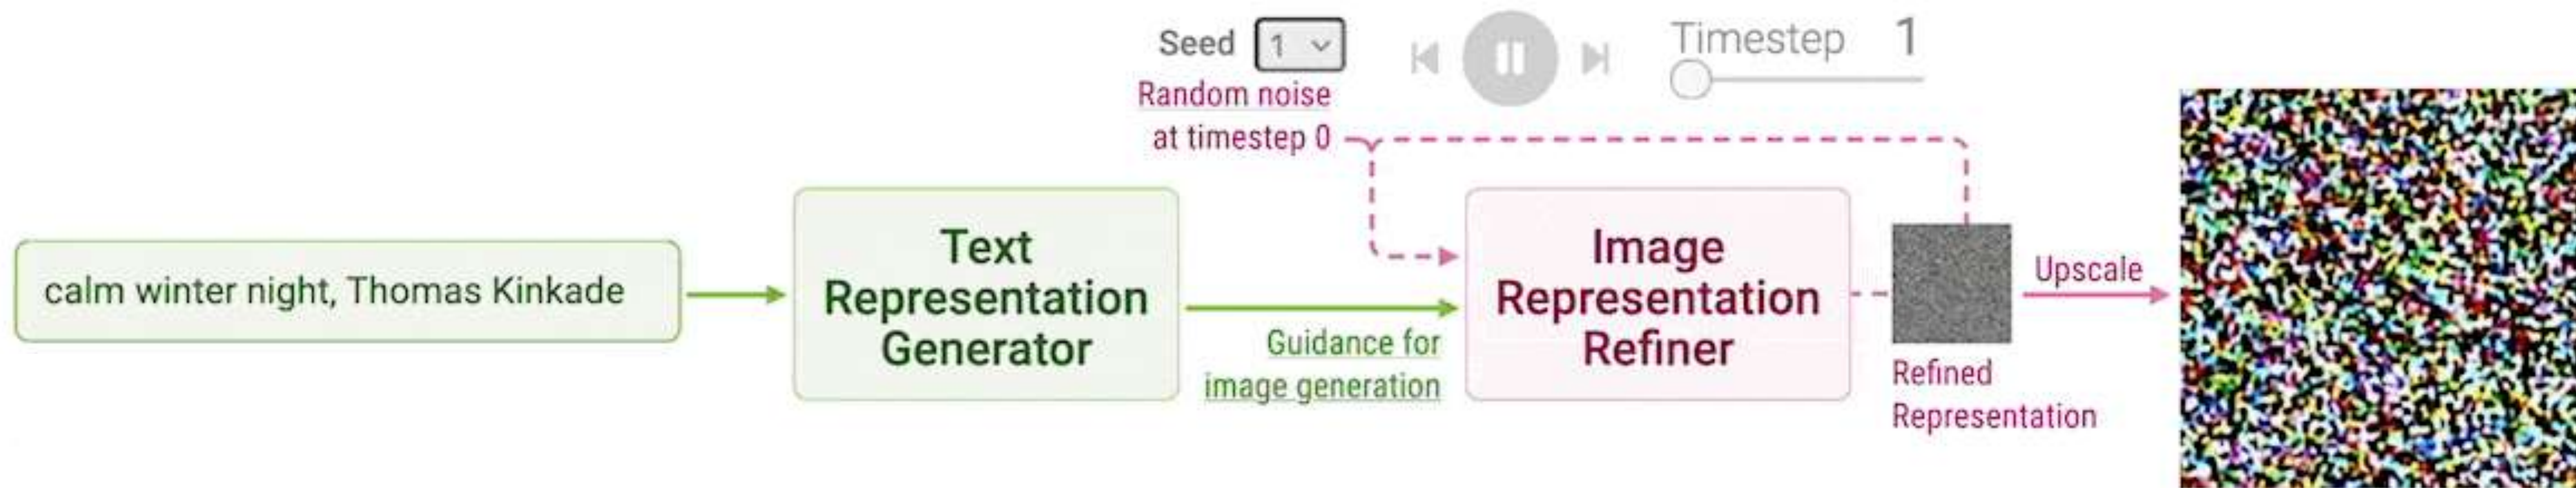 Seed 1
Timestep 1
Random noise
at timestep 0
calm winter night, Thomas Kinkade
Text
Representation
Generator
Guidance for
image generation
Image
Representation
Refiner
Refined
Representation
Upscale